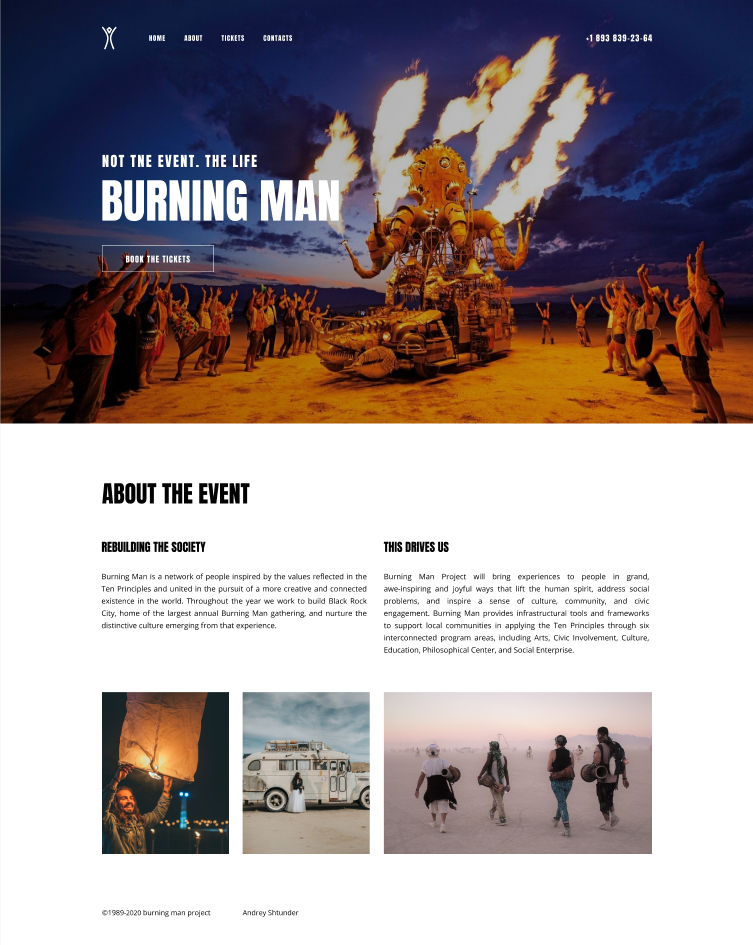 HOME ABOUT TICKETS CONTACTS +1 893 839-23-64
NOT TNE EVENT. THE LIFE
BURNING MAN
BOOK THE TICKETS
ABOUT THE EVENT
REBUILDING THE SOCIETY
Burning Man is a network of people inspired by the values reflected in the
Ten Principles and united in the pursuit of a more creative and connected
existence in the world. Throughout the year we work to build Black Rock
City, home of the largest annual Burning Man gathering, and nurture the
distinctive culture emerging from that experience.
THIS DRIVES US
Burning Man Project will bring experiences to people in grand,
awe-inspiring and joyful ways that lift the human spirit, address social
problems, and inspire a sense of culture, community, and civic
engagement. Burning Man provides infrastructural tools and frameworks
to support local communities in applying the Ten Principles through six
interconnected program areas, including Arts, Civic Involvement, Culture,
Education, Philosophical Center, and Social Enterprise.
©1989-2020 burning man project Andrey Shtunder